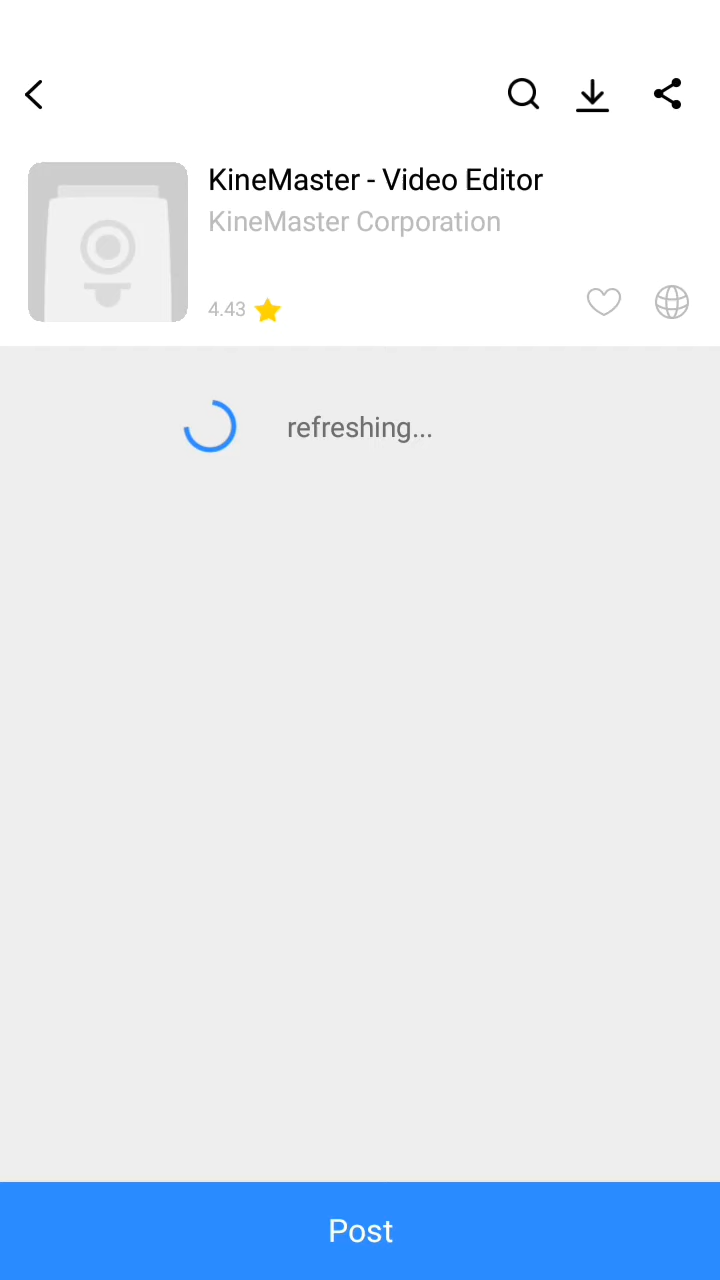 KineMaster - Video Editor
KineMaster Corporation
4.43
refreshing...
Post